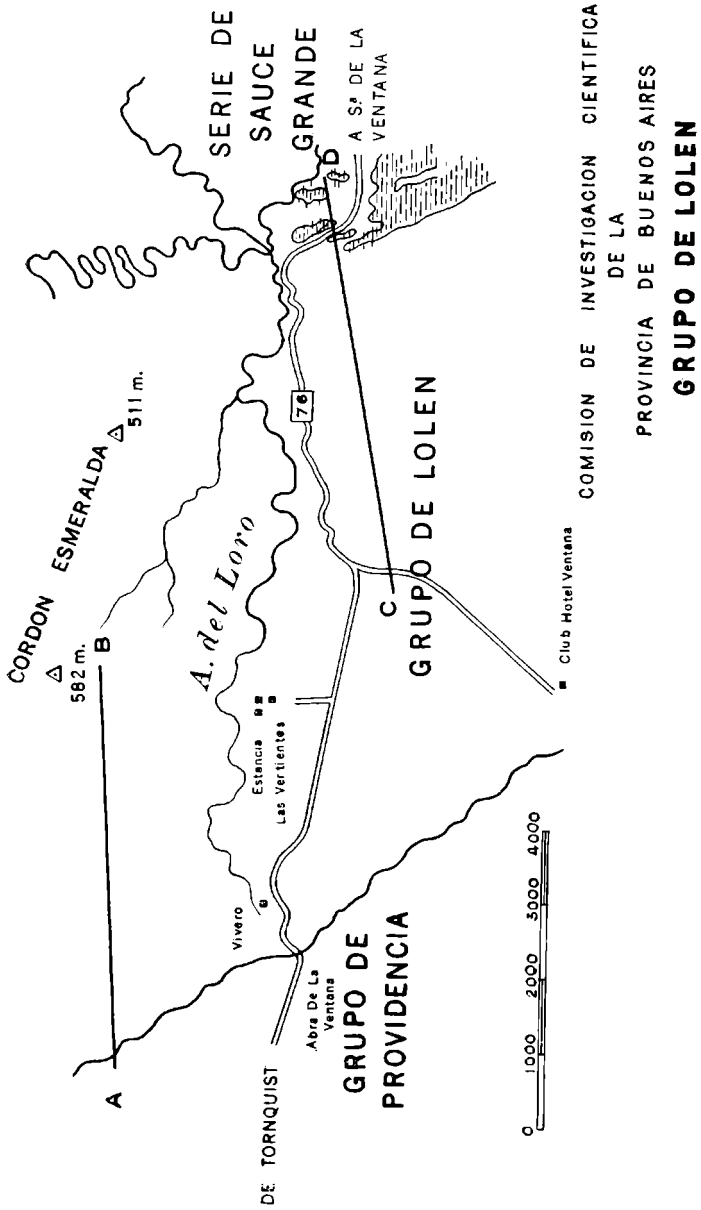 CORDON ESMERALDA
582 m.
511 m.
A
B
A. del Loro
SERIE DE
SAUCE
GRANDE
D
A Sª DE LA
VENTANA
76
Vivero
Estancia
Las Vertientes
C
GRUPO DE LOLEN
DE TORNQUIST
Abra De La
Ventana
GRUPO DE
PROVIDENCIA
Club Hotel Ventana
0 1000 2000 3000 4000
COMISION DE INVESTIGACION CIENTIFICA
DE LA
PROVINCIA DE BUENOS AIRES
GRUPO DE LOLEN